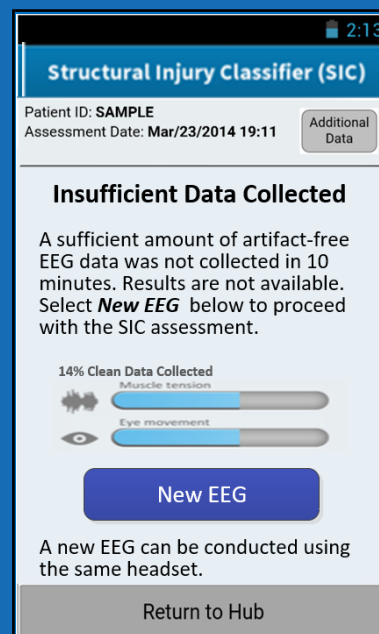 2:13
Structural Injury Classifier (SIC)
Patient ID: SAMPLE
Assessment Date: Mar/23/2014 19:11
Additional
Data
Insufficient Data Collected
A sufficient amount of artifact-free
EEG data was not collected in 10
minutes. Results are not available.
Select New EEG below to proceed
with the SIC assessment.
14% Clean Data Collected
Muscle tension
Eye movement
New EEG
A new EEG can be conducted using
the same headset.
Return to Hub